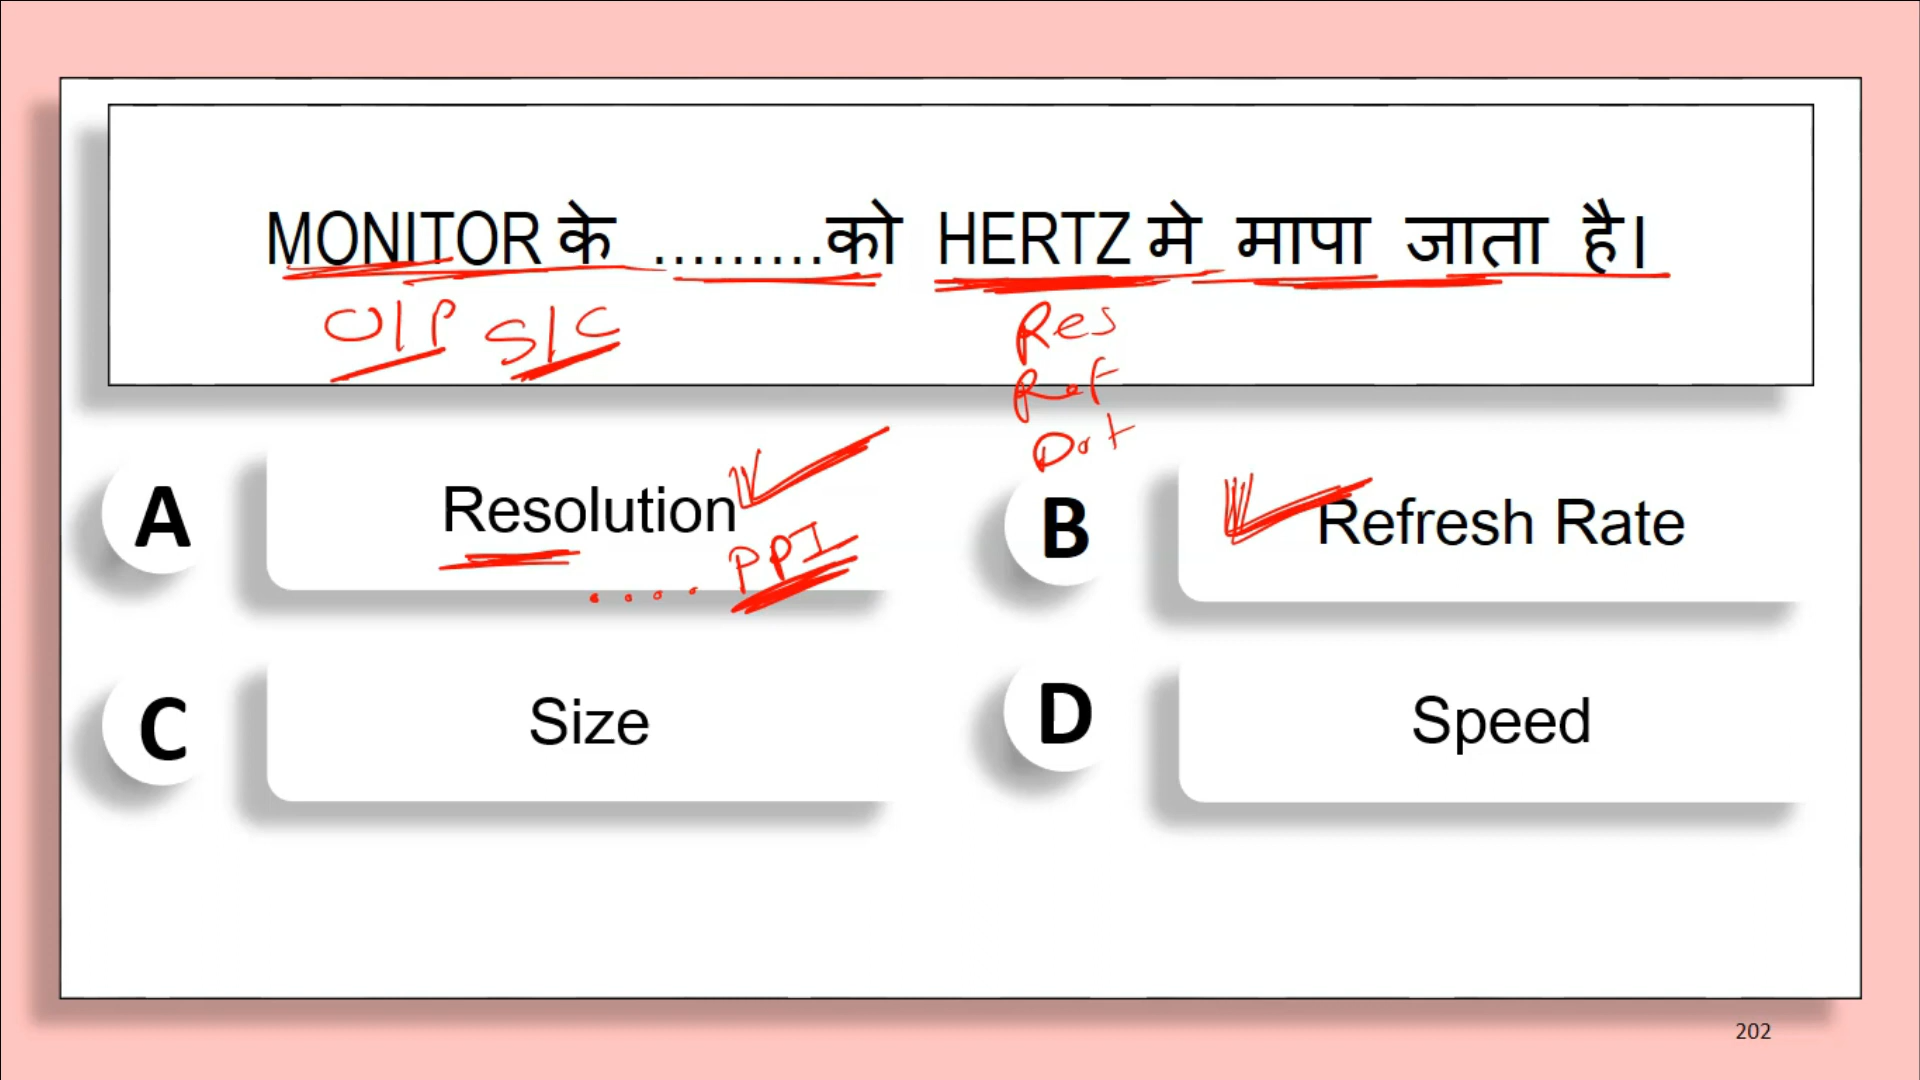 MONITOR के .........को HERTZ मे मापा जाता है।
O/P S/C
Res
Ref
Dot
A Resolution
PPI
B Refresh Rate
C Size
D Speed
202